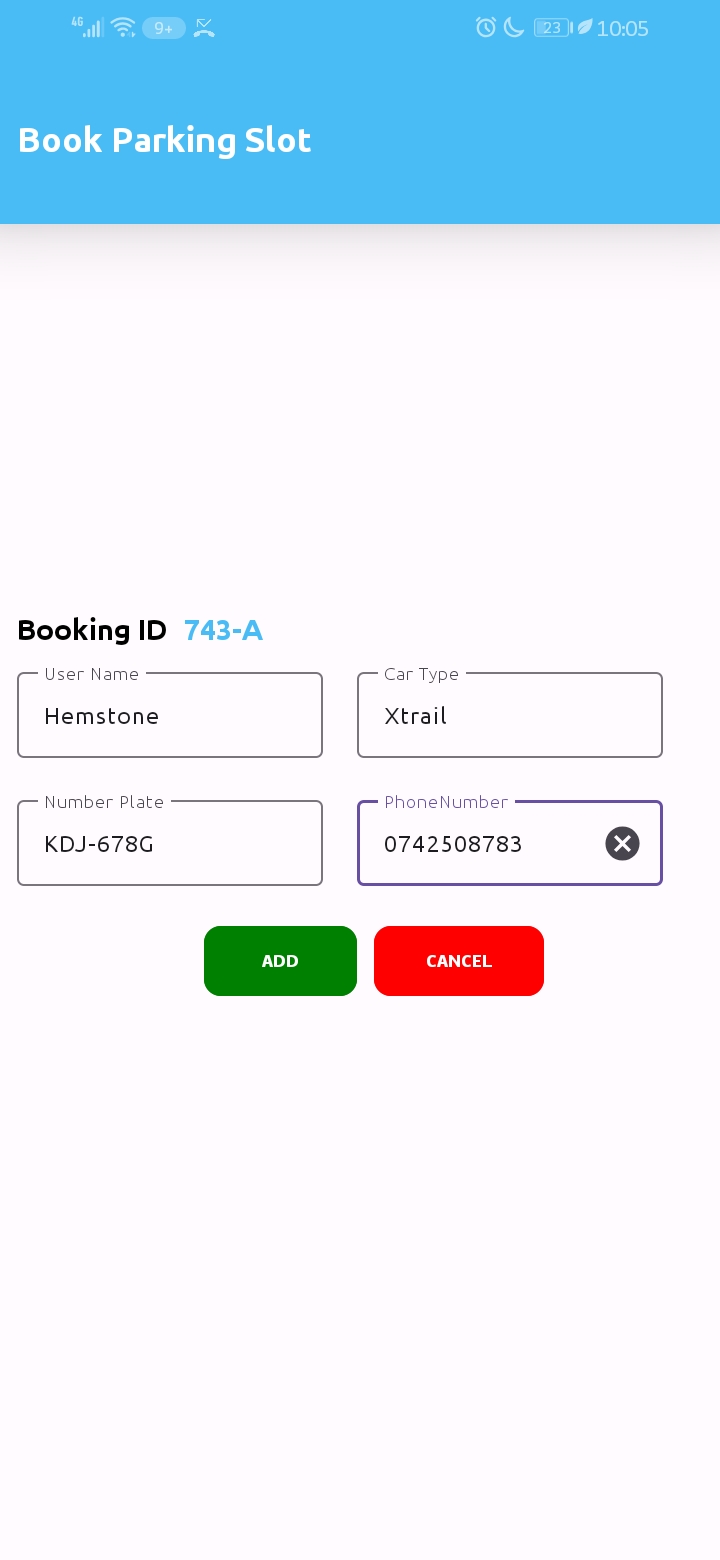 4G 9+ 23 10:05
Book Parking Slot
Booking ID 743-A
User Name Car Type
Hemstone Xtrail
Number Plate PhoneNumber
KDJ-678G 0742508783
ADD CANCEL